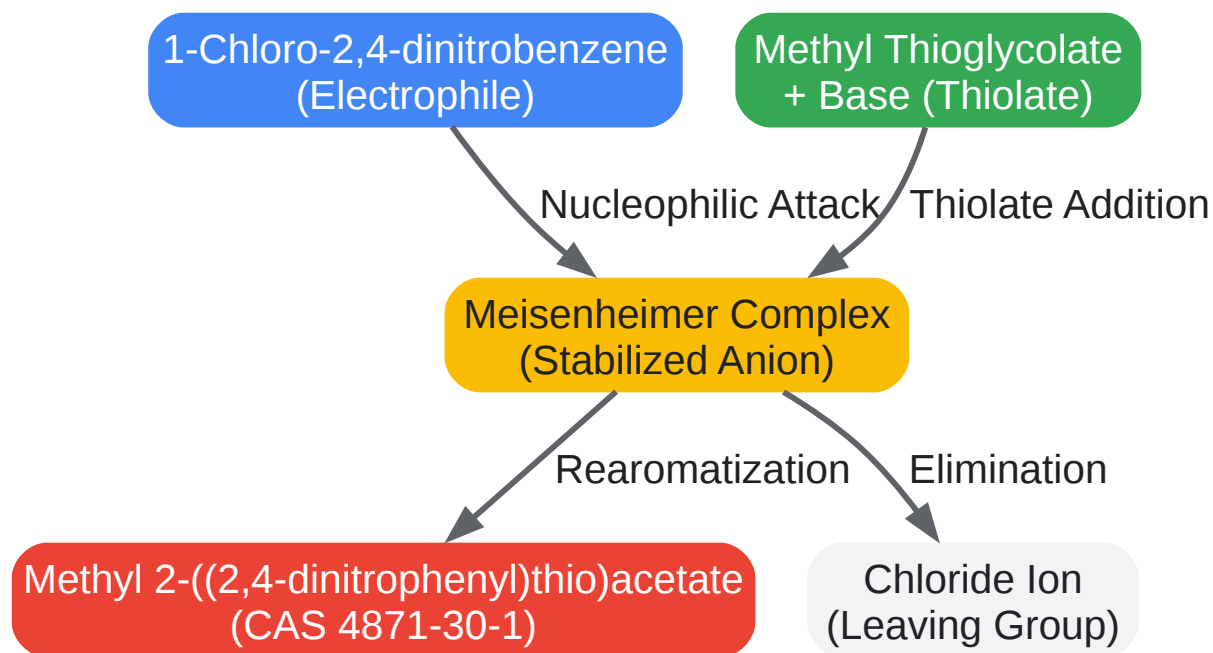 1-Chloro-2,4-dinitrobenzene
(Electrophile)
Methyl Thioglycolate
+ Base (Thiolate)
Nucleophilic Attack
Thiolate Addition
Meisenheimer Complex
(Stabilized Anion)
Rearomatization
Elimination
Methyl 2-((2,4-dinitrophenyl)thio)acetate
(CAS 4871-30-1)
Chloride Ion
(Leaving Group)